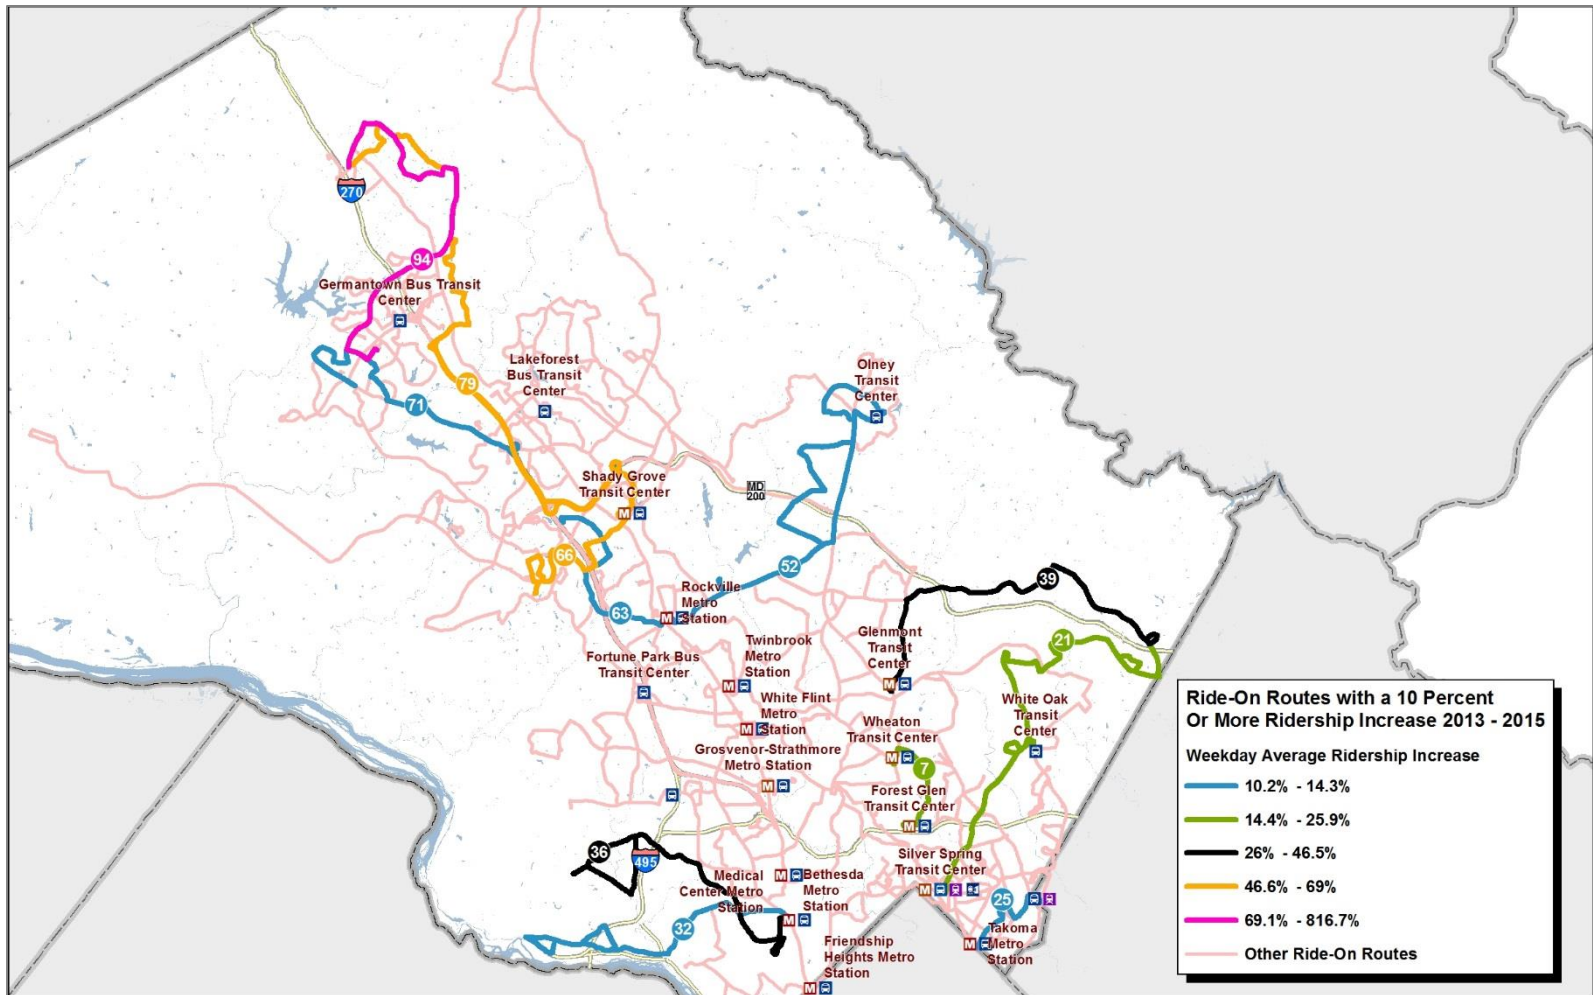 270
94
Germantown Bus Transit
Center
Lakeforest
Bus Transit
Center
79
71
Olney
Transit
Center
Shady Grove
Transit Center
M
MD
200
66
52
39
Rockville
Metro
Station
M
63
21
Glenmont
Transit
Center
M
Twinbrook
Metro
Station
M
Fortune Park Bus
Transit Center
White Flint
Metro
Station
M
White Oak
Transit
Center
Wheaton
Transit Center
M
Grosvenor-Strathmore
Metro Station
M
7
Forest Glen
Transit Center
M
36
495
Silver Spring
Transit Center
M
Medical
Center Metro
Station
M
Bethesda
Metro
Station
M
25
32
Takoma
Metro
Station
M
Friendship
Heights Metro
Station
M
Ride-On Routes with a 10 Percent
Or More Ridership Increase 2013 - 2015
Weekday Average Ridership Increase
10.2% - 14.3%
14.4% - 25.9%
26% - 46.5%
46.6% - 69%
69.1% - 816.7%
Other Ride-On Routes